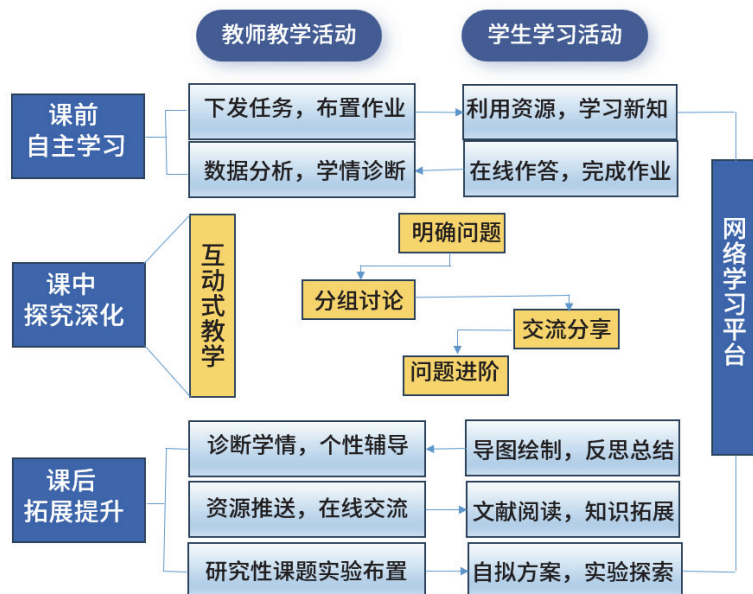 教师教学活动
学生学习活动
课前
自主学习
下发任务，布置作业
利用资源，学习新知
数据分析，学情诊断
在线作答，完成作业
网络学习平台
课中
探究深化
互动式教学
明确问题
分组讨论
交流分享
问题进阶
课后
拓展提升
诊断学情，个性辅导
导图绘制，反思总结
资源推送，在线交流
文献阅读，知识拓展
研究性课题实验布置
自拟方案，实验探索